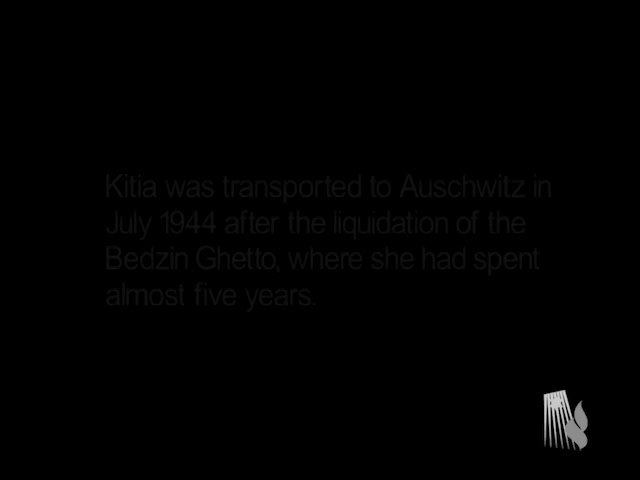 Kitia was transported to Auschwitz in
July 1944 after the liquidation of the
Bedzin Ghetto, where she had spent
almost five years.